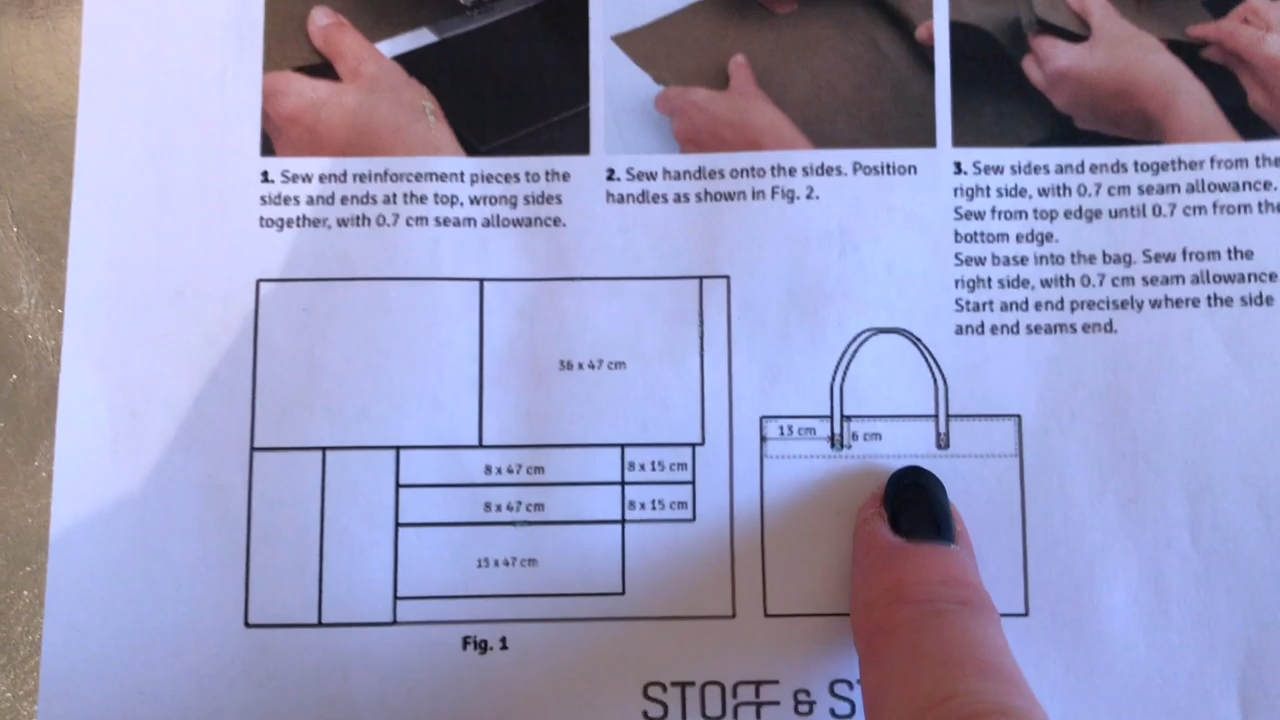 1. Sew end reinforcement pieces to the
sides and ends at the top, wrong sides
together, with 0.7 cm seam allowance.
2. Sew handles onto the sides. Position
handles as shown in Fig. 2.
3. Sew sides and ends together from the
right side, with 0.7 cm seam allowance.
Sew from top edge until 0.7 cm from the
bottom edge.
Sew base into the bag. Sew from the
right side, with 0.7 cm seam allowance
Start and end precisely where the side
and end seams end.
36 x 47 cm
8 x 47 cm
8 x 15 cm
8 x 47 cm
8 x 15 cm
15 x 47 cm
Fig. 1
13 cm
6 cm
STOFF & S